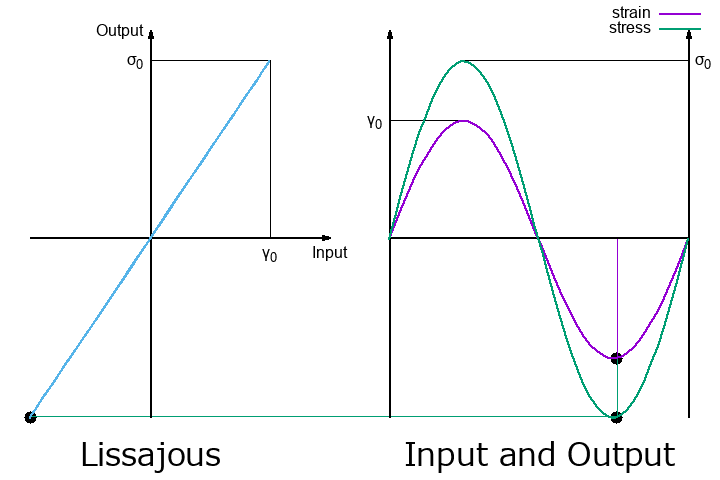 Output
σ0
γ0
Input
Lissajous
strain
stress
σ0
γ0
Input and Output